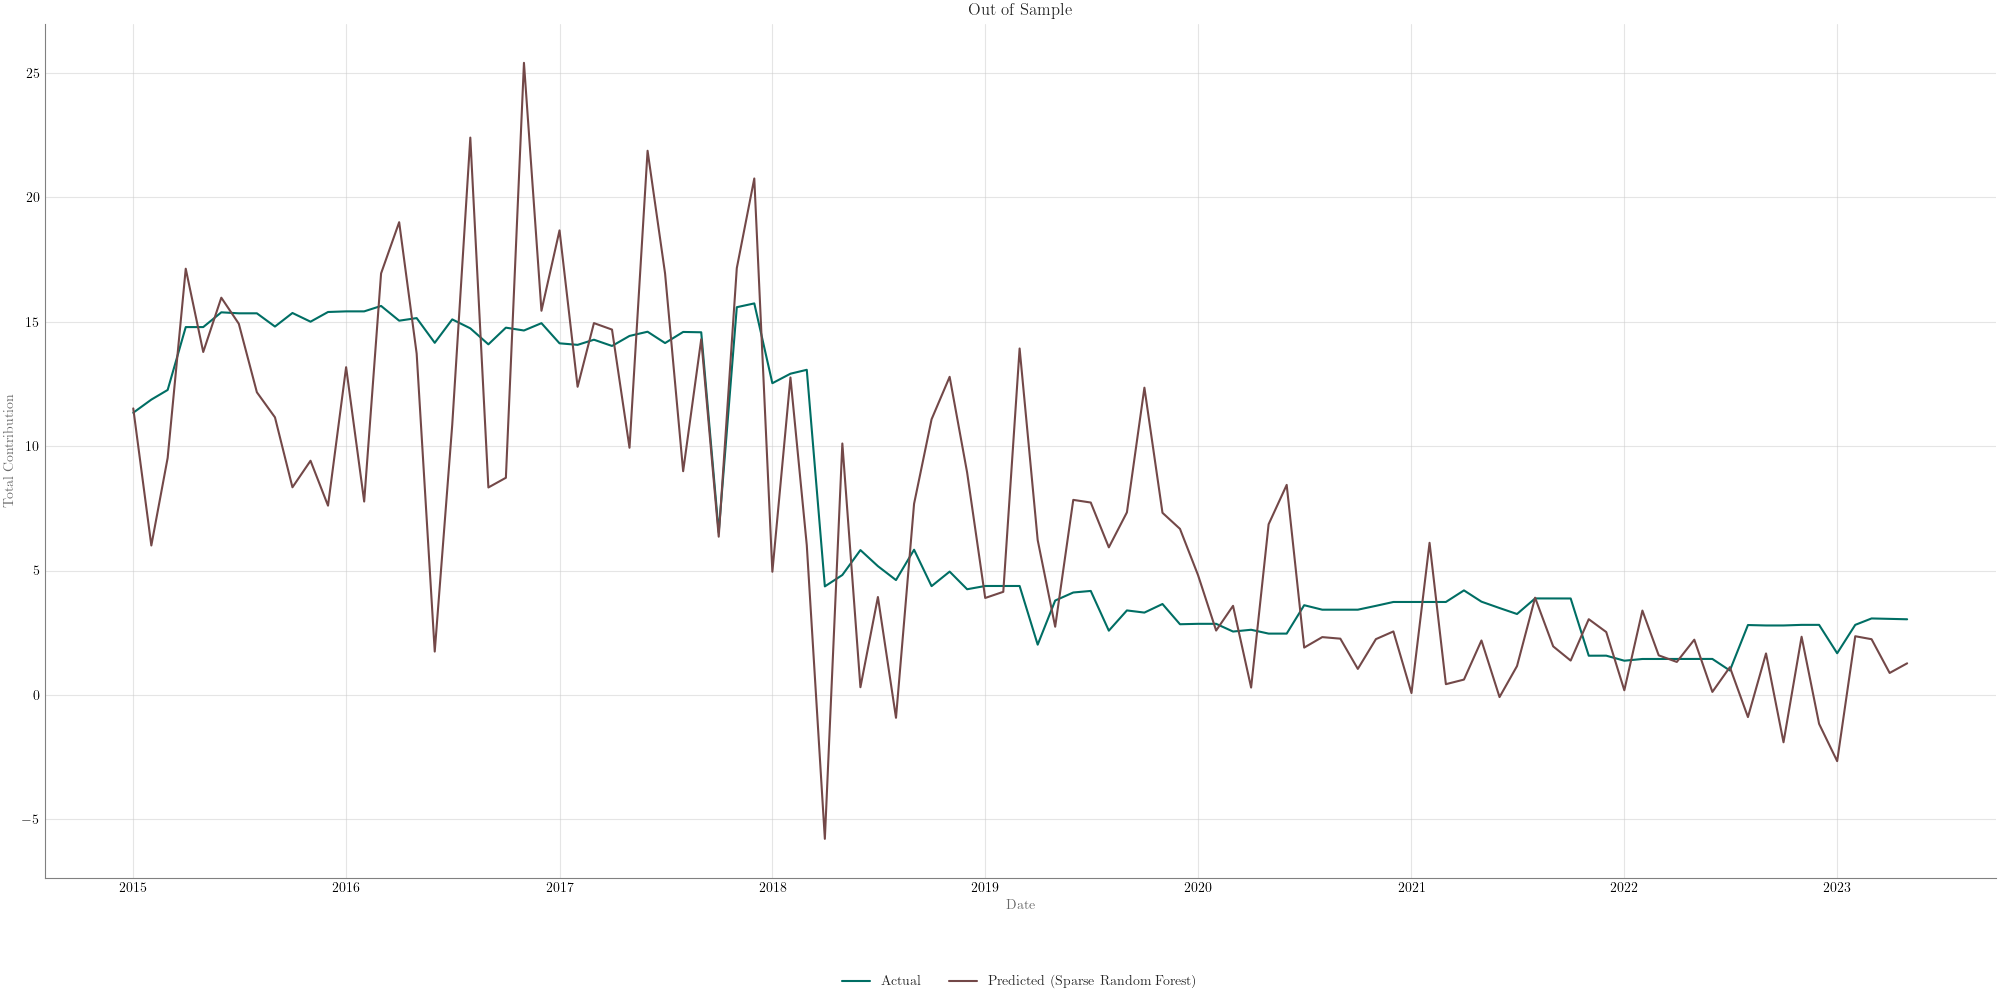 Out of Sample
Total Contribution
25
20
15
10
5
0
−5
2015 2016 2017 2018 2019 2020 2021 2022 2023
Date
Actual Predicted (Sparse Random Forest)